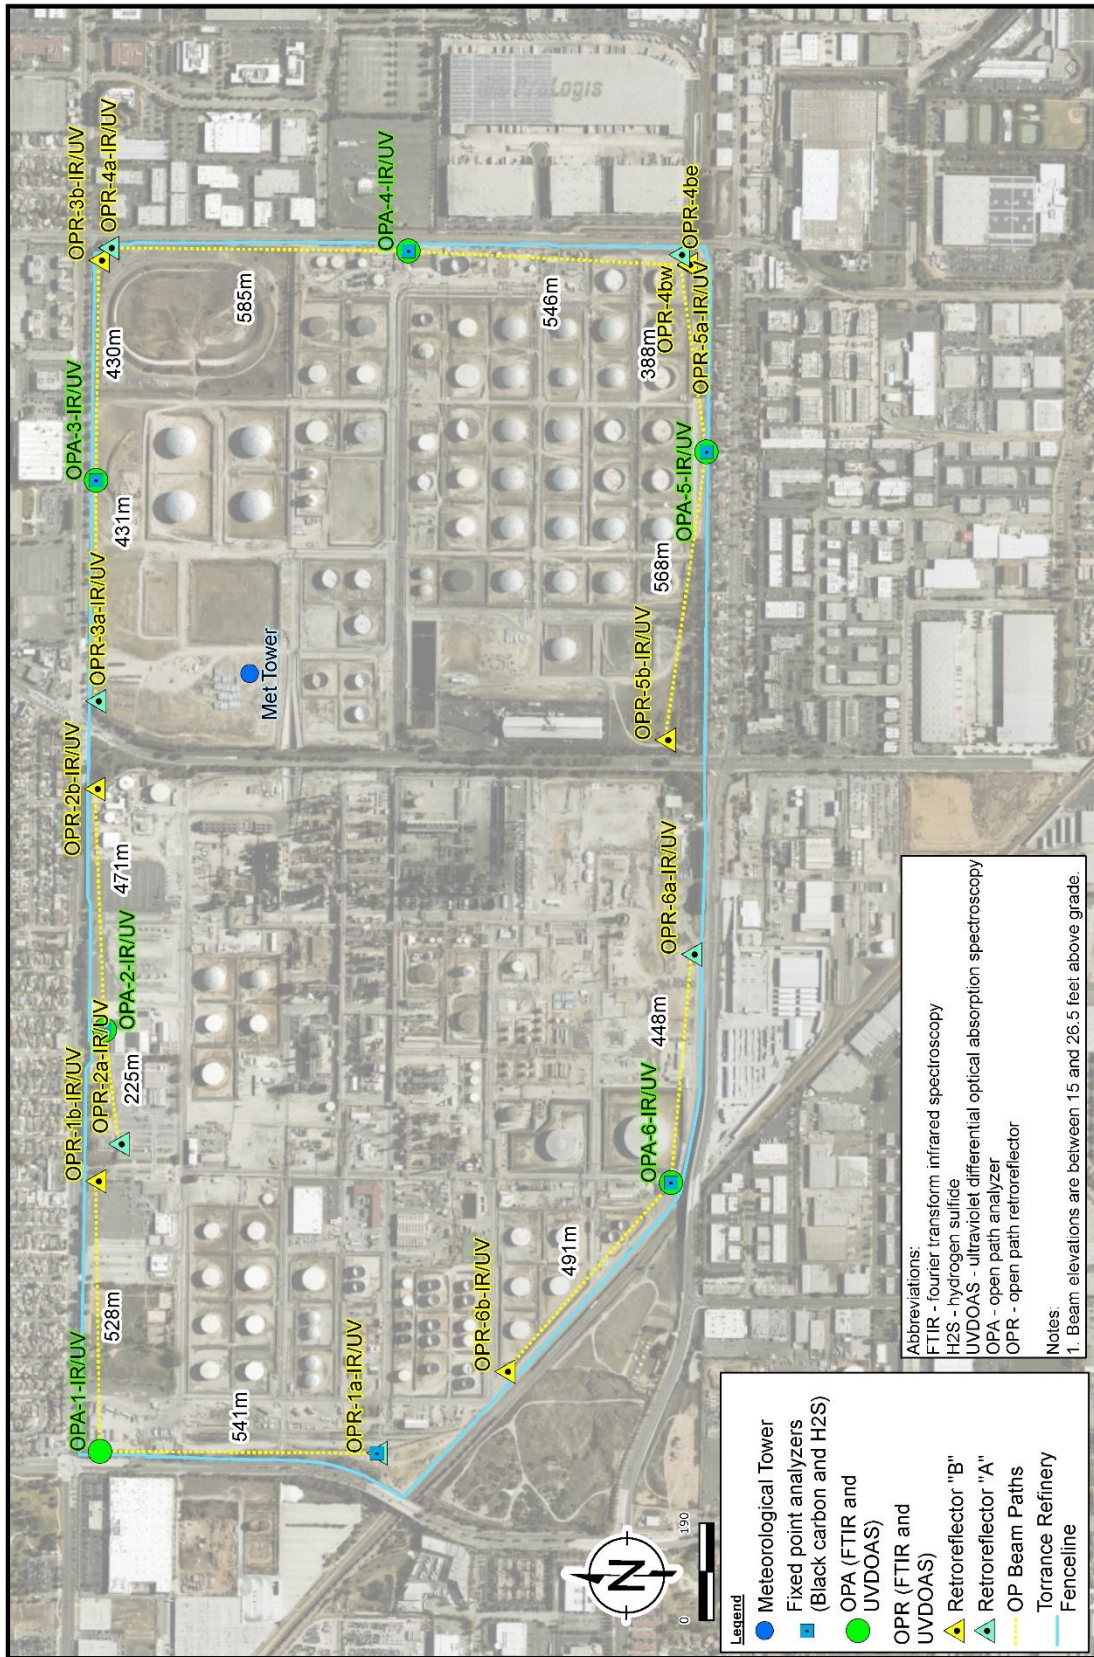 OPR-3b-IR/UV
OPR-4a-IR/UV
430m
585m
OPA-4-IR/UV
Logis
OPA-3-IR/UV
431m
OPR-3a-IR/UV
546m
OPR-4be
OPR-4bw
388m
OPR-5a-IR/UV
OPA-5-IR/UV
568m
Met Tower
OPR-5b-IR/UV
OPR-2b-IR/UV
471m
OPA-2-IR/UV
OPR-2a-IR/UV
225m
OPR-1b-IR/UV
OPR-6a-IR/UV
448m
OPA-6-IR/UV
491m
OPR-6b-IR/UV
528m
OPA-1-IR/UV
541m
OPR-1a-IR/UV
N
0
190
Legend
Meteorological Tower
Fixed point analyzers
(Black carbon and H2S)
OPA (FTIR and
UVDOAS)
OPR (FTIR and
UVDOAS)
Retroreflector "B"
Retroreflector "A"
OP Beam Paths
Torrance Refinery
Fenceline
Abbreviations:
FTIR - fourier transform infrared spectroscopy
H2S - hydrogen sulfide
UVDOAS - ultraviolet differential optical absorption spectroscopy
OPA - open path analyzer
OPR - open path retroreflector
Notes:
1. Beam elevations are between 15 and 26.5 feet above grade.